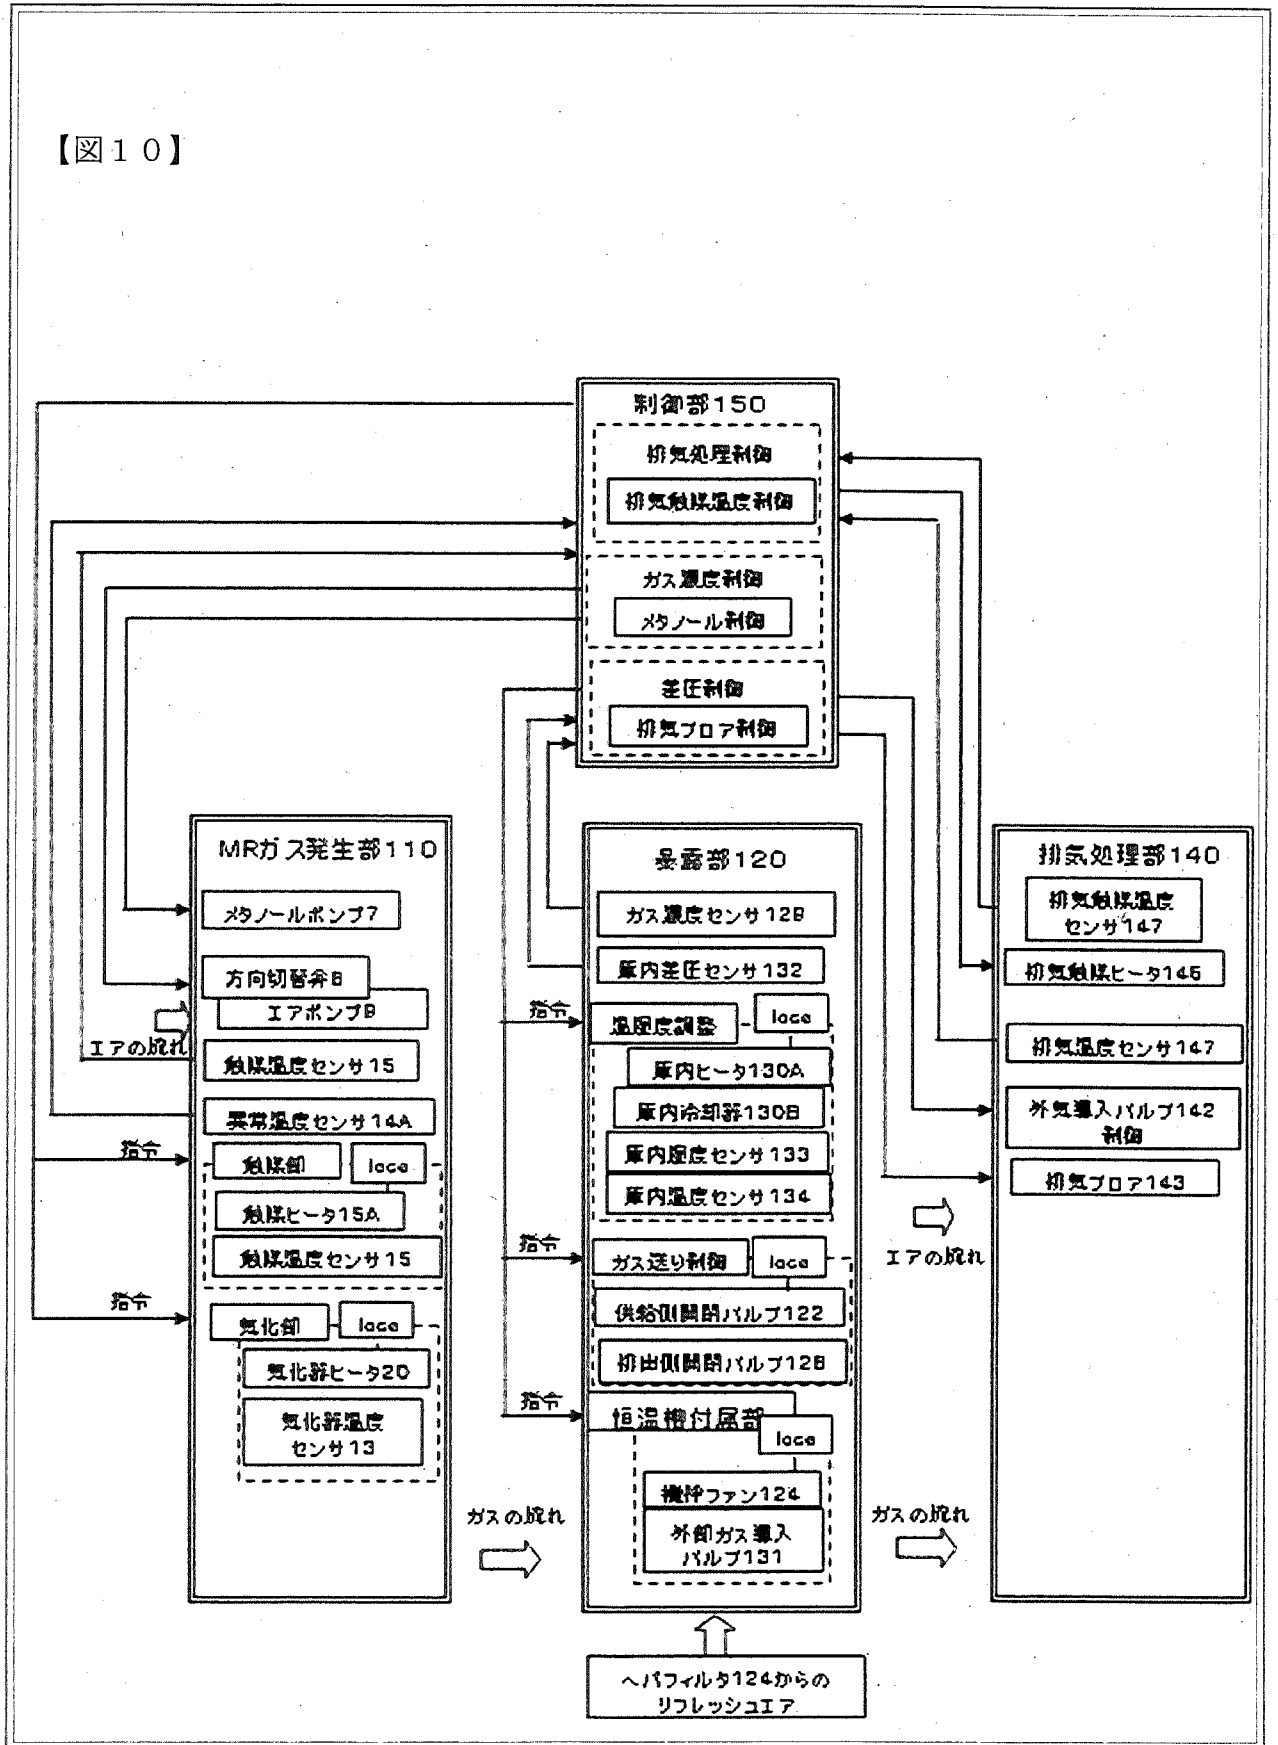 【図１０】
制御部150
排気処理制御
排気触媒温度制御
ガス濃度制御
メタノール制御
差圧制御
排気ブロア制御
MRガス発生部110
メタノールポンプ7
方向切替弁8
エアポンプ9
エアの流れ
触媒温度センサ15
異常温度センサ14A
指令
触媒部
loca
触媒ヒータ15A
触媒温度センサ15
指令
気化部
loca
気化器ヒータ20
気化器温度
センサ13
ガスの流れ
暴露部120
ガス濃度センサ128
庫内差圧センサ132
指令
温湿度調整
loca
庫内ヒータ130A
庫内冷却器130B
庫内湿度センサ133
庫内温度センサ134
指令
ガス送り制御
loca
供給側開閉バルブ122
排出側開閉バルブ128
指令
恒温機付属部
loca
攪拌ファン124
外部ガス導入
バルブ131
ガスの流れ
排気処理部140
排気触媒温度
センサ147
排気触媒ヒータ146
排気温度センサ147
外気導入バルブ142
制御
排気ブロア143
エアの流れ
ヘパフィルタ124からの
リフレッシュエア